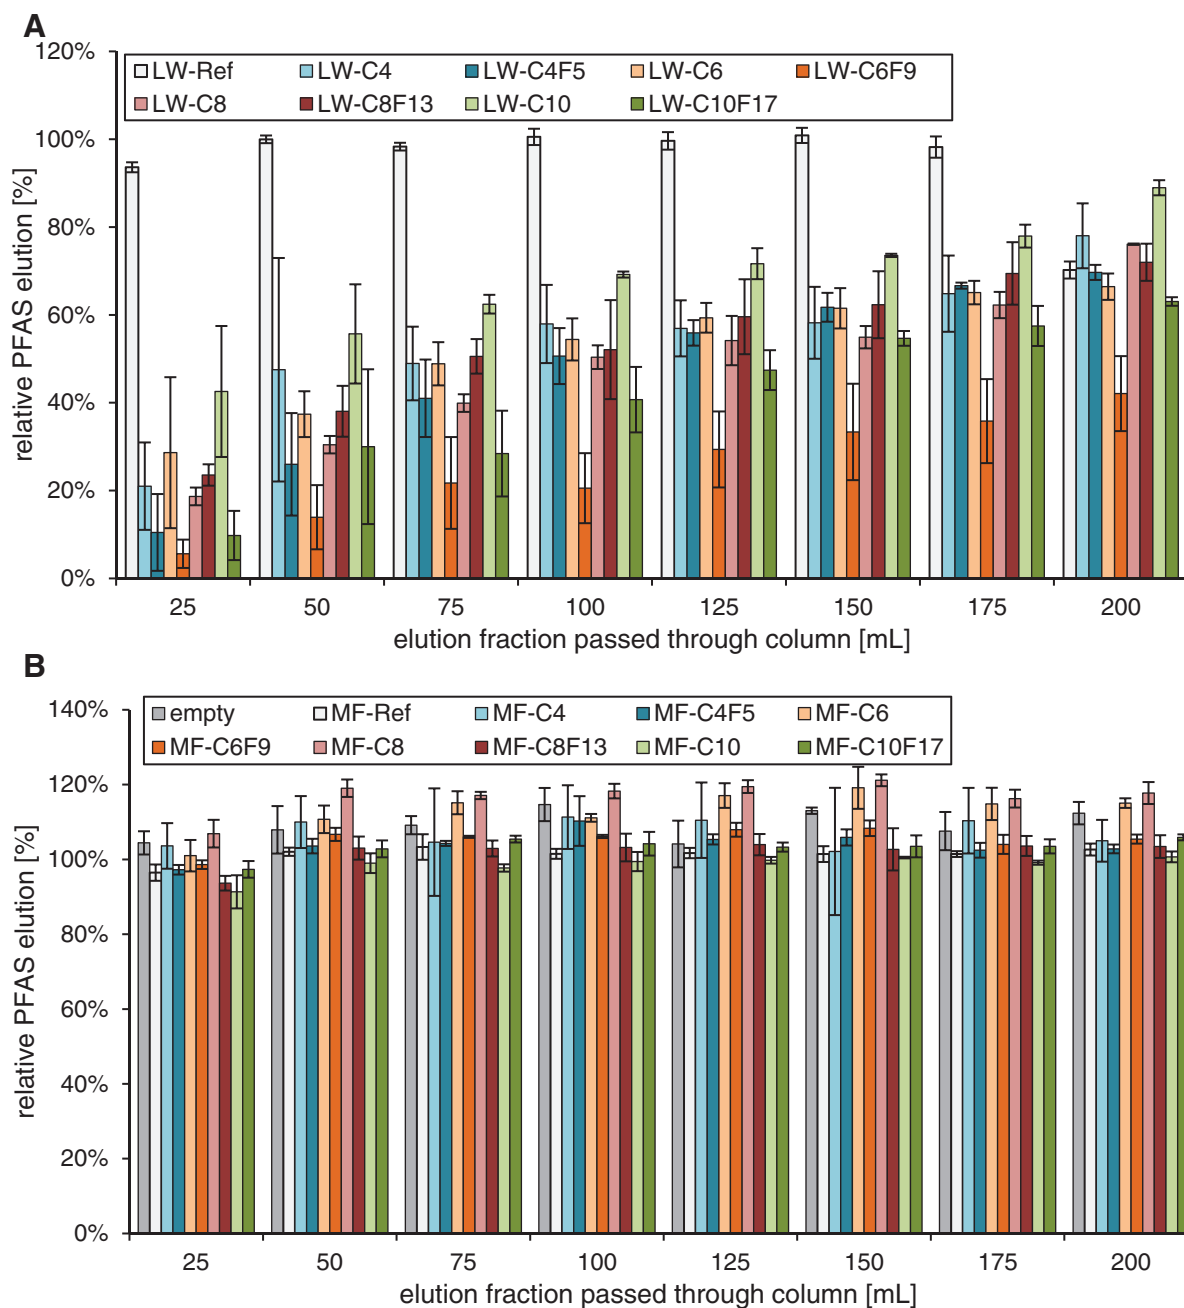 A
120%
LW-Ref LW-C4 LW-C4F5 LW-C6 LW-C6F9
LW-C8 LW-C8F13 LW-C10 LW-C10F17
100%
80%
60%
40%
20%
0%
relative PFAS elution [%]
25 50 75 100 125 150 175 200
elution fraction passed through column [mL]
B
140%
empty MF-Ref MF-C4 MF-C4F5 MF-C6
MF-C6F9 MF-C8 MF-C8F13 MF-C10 MF-C10F17
120%
100%
80%
60%
40%
20%
0%
relative PFAS elution [%]
25 50 75 100 125 150 175 200
elution fraction passed through column [mL]